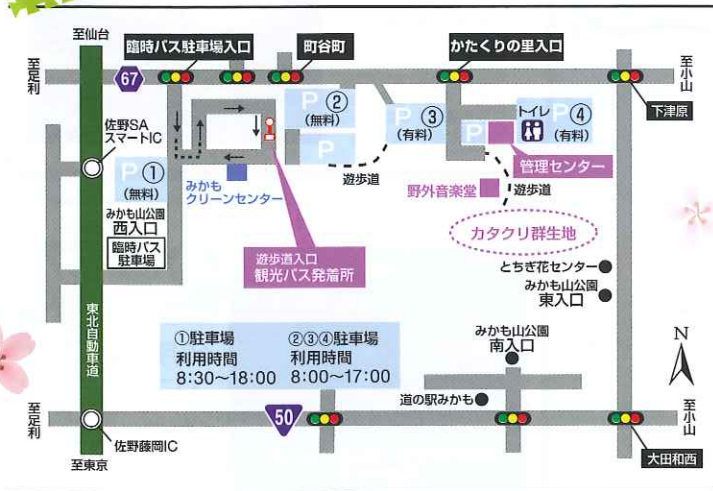 至仙台
臨時バス駐車場入口
町谷町
かたくりの里入口
至足利
67
至小山
下津原
佐野SA
スマートIC
P①
(無料)
みかも山公園
西入口
臨時バス
駐車場
P②
(無料)
P
P③
(有料)
トイレ
P④
(有料)
P
管理センター
みかも
クリーンセンター
遊歩道
野外音楽堂
遊歩道
カタクリ群生地
遊歩道入口
観光バス発着所
とちぎ花センター
みかも山公園
東入口
東北自動車道
①駐車場
利用時間
8:30〜18:00
②③④駐車場
利用時間
8:00〜17:00
みかも山公園
南入口
N
道の駅みかも
至足利
50
至小山
佐野藤岡IC
大田和西
至東京